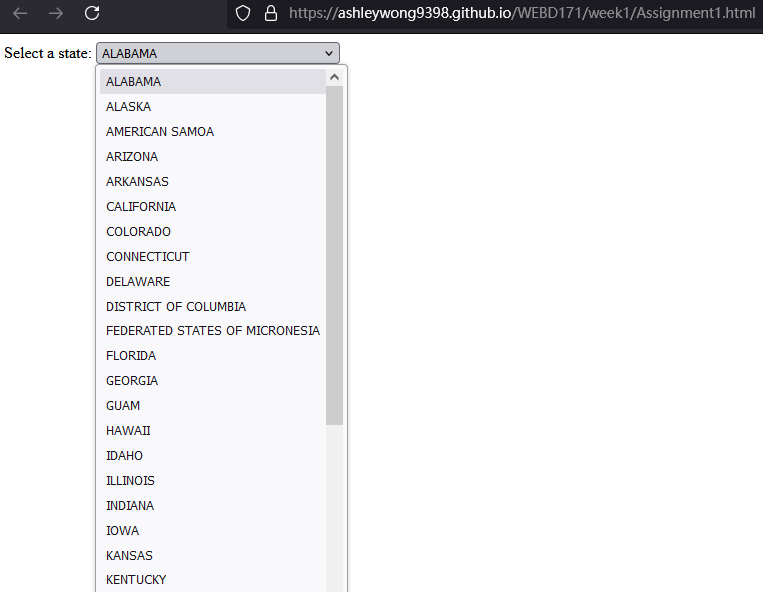 https://ashleywong9398.github.io/WEBD171/week1/Assignment1.html
Select a state: ALABAMA
ALABAMA
ALASKA
AMERICAN SAMOA
ARIZONA
ARKANSAS
CALIFORNIA
COLORADO
CONNECTICUT
DELAWARE
DISTRICT OF COLUMBIA
FEDERATED STATES OF MICRONESIA
FLORIDA
GEORGIA
GUAM
HAWAII
IDAHO
ILLINOIS
INDIANA
IOWA
KANSAS
KENTUCKY